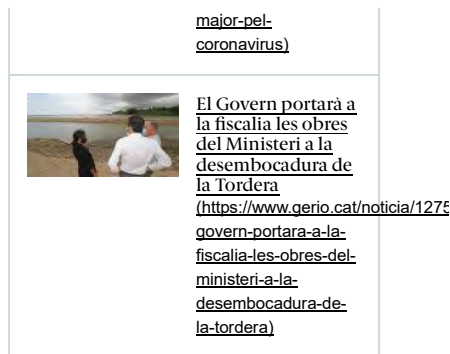 major-pel-
coronavirus)
El Govern portarà a
la fiscalia les obres
del Ministeri a la
desembocadura de
la Tordera
(https://www.gerio.cat/noticia/1275
govern-portara-a-la-
fiscalia-les-obres-del-
ministeri-a-la-
desembocadura-de-
la-tordera)